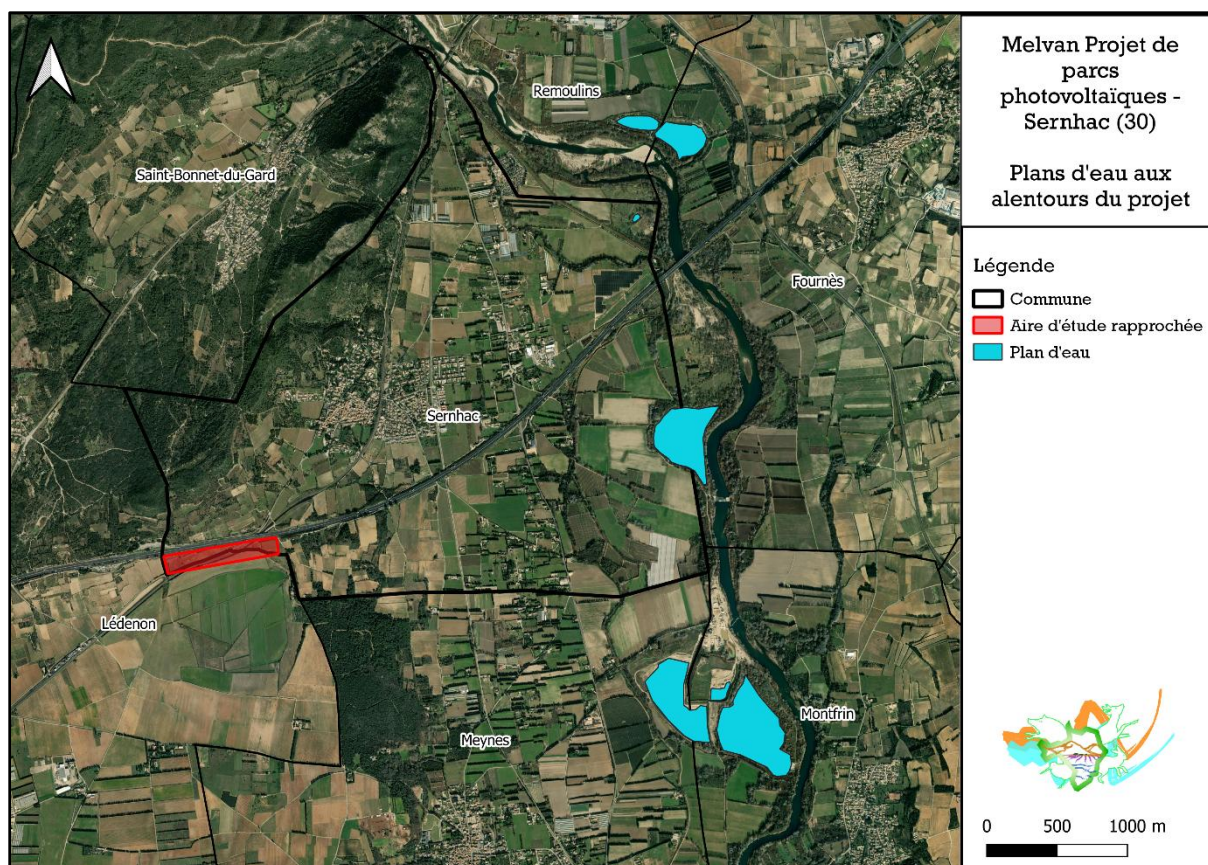 Melvan Projet de
parcs
photovoltaïques -
Sernhac (30)
Plans d'eau aux
alentours du projet
Légende
Commune
Aire d'étude rapprochée
Plan d'eau
Remoulins
Saint-Bonnet-du-Gard
Fournès
Sernhac
Lédenon
Montfrin
Meynes
0 500 1000 m